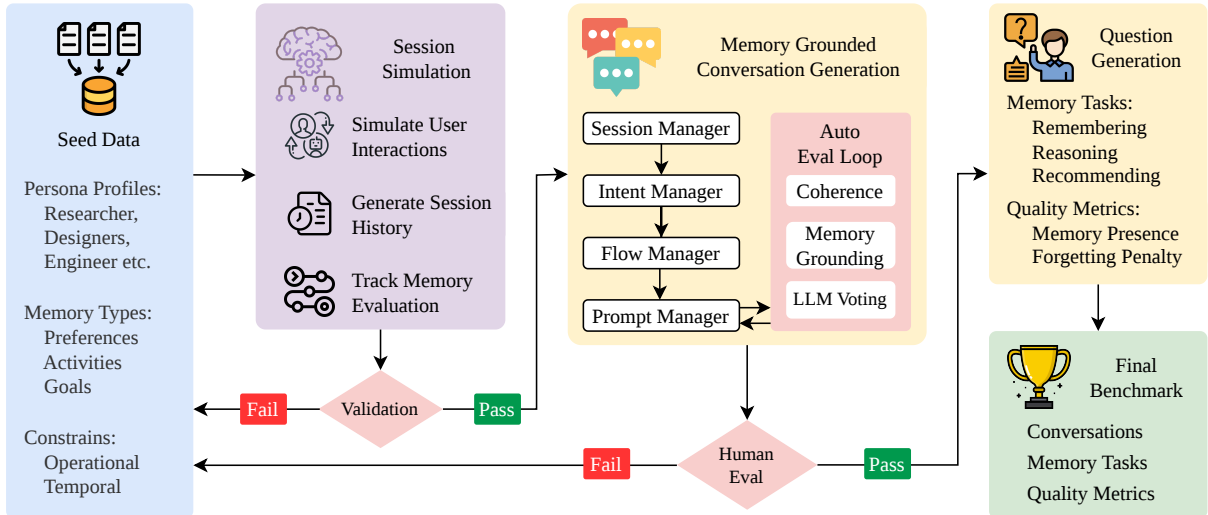 Seed Data
Persona Profiles:
Researcher,
Designers,
Engineer etc.
Memory Types:
Preferences
Activities
Goals
Constrains:
Operational
Temporal
Session
Simulation
Simulate User
Interactions
Generate Session
History
Track Memory
Evaluation
Fail
Validation
Pass
Memory Grounded
Conversation Generation
Session Manager
Intent Manager
Flow Manager
Prompt Manager
Auto
Eval Loop
Coherence
Memory
Grounding
LLM Voting
Fail
Human
Eval
Pass
Question
Generation
Memory Tasks:
Remembering
Reasoning
Recommending
Quality Metrics:
Memory Presence
Forgetting Penalty
Final
Benchmark
Conversations
Memory Tasks
Quality Metrics